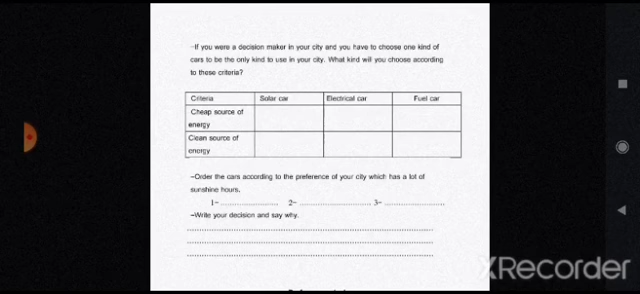 -If you were a decision maker in your city and you have to choose one kind of
cars to be the only kind to use in your city. What kind will you choose according
to these criteria?
Criteria Solar car Electrical car Fuel car
Cheap source of
energy
Clean source of
energy
-Order the cars according to the preference of your city which has a lot of
sunshine hours.
1- ........................ 2- ............................ 3- ........................
-Write your decision and say why.
....................................................................................................
....................................................................................................
....................................................................................................
XRecorder